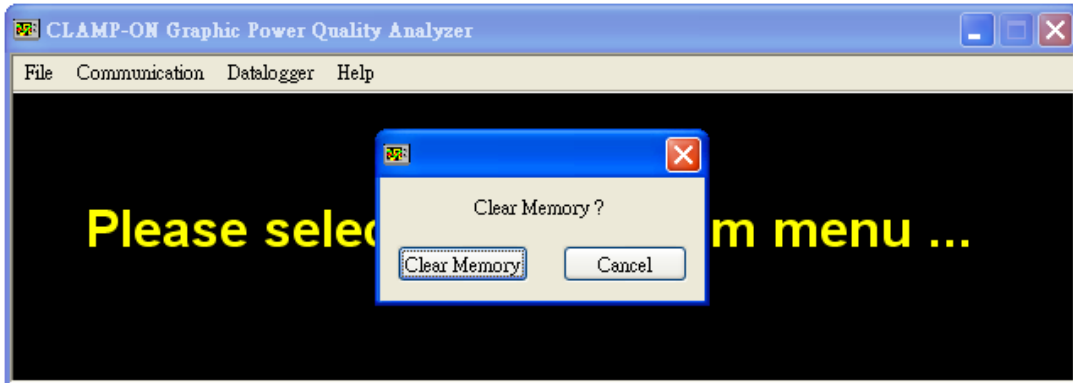 CLAMP-ON Graphic Power Quality Analyzer
File Communication Datalogger Help
Clear Memory ?
Please selec m menu ...
Clear Memory Cancel